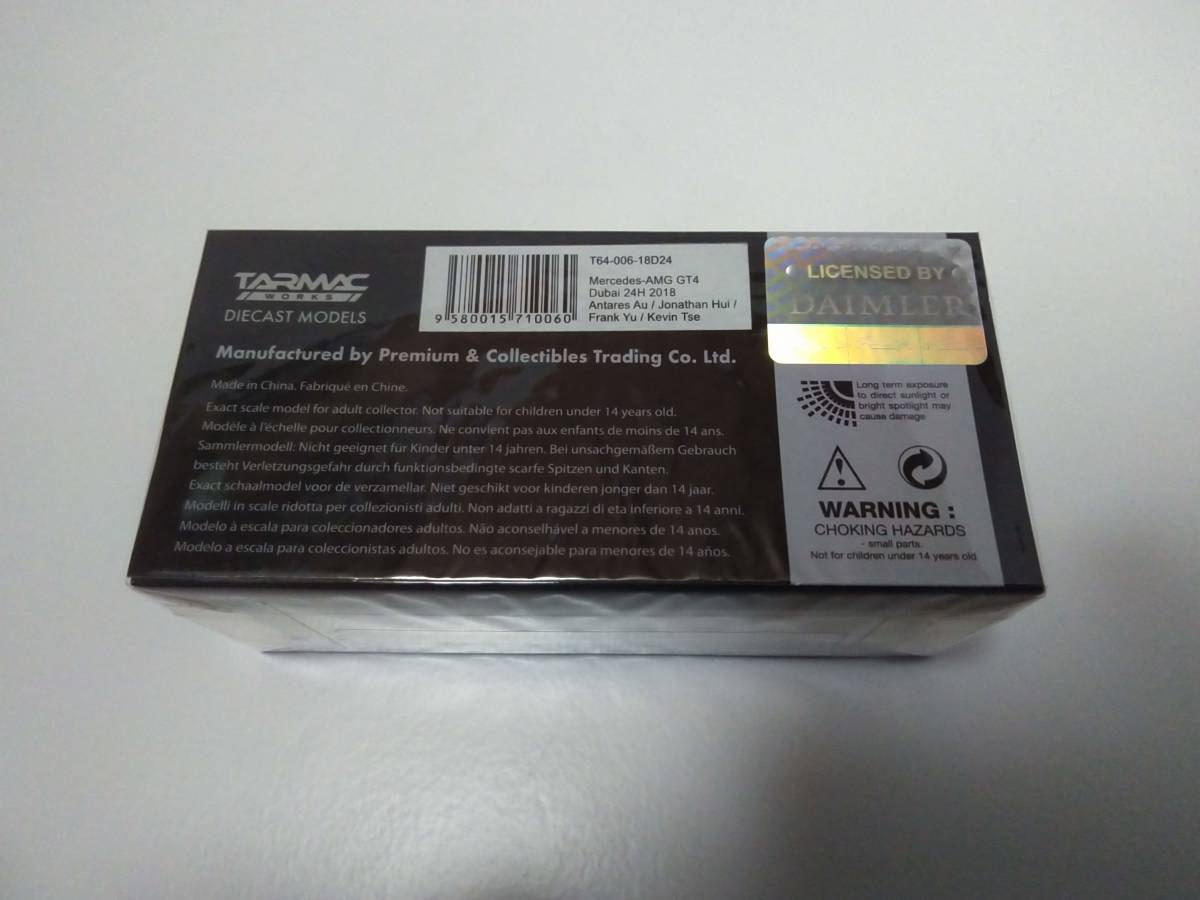 TARMAC
WORKS
DIECAST MODELS
9 580015 710060
T64-006-18D24
Mercedes-AMG GT4
Dubai 24H 2018
Antares Au / Jonathan Hui /
Frank Yu / Kevin Tse
LICENSED BY
DAIMLER
Manufactured by Premium & Collectibles Trading Co. Ltd.
Made in China. Fabriqué en Chine.
Exact scale model for adult collector. Not suitable for children under 14 years old.
Modèle à l'échelle pour collectionneurs. Ne convient pas aux enfants de moins de 14 ans.
Sammlermodell: Nicht geeignet für Kinder unter 14 jahren. Bei unsachgemäßem Gebrauch
besteht Verletzungsgefahr durch funktionsbedingte scarfe Spitzen und Kanten.
Exact schaalmodel voor de verzamellar. Niet geschikt voor kinderen jonger dan 14 jaar.
Modelli in scale ridotta per collezionisti adulti. Non adatti a ragazzi di eta inferiore a 14 anni.
Modelo à escala para coleccionadores adultos. Não aconselhável a menores de 14 anos.
Modelo a escala para coleccionistas adultos. No es aconsejable para menores de 14 años.
Long term exposure
to direct sunlight or
bright spotlight may
cause damage
WARNING :
CHOKING HAZARDS
- small parts.
Not for children under 14 years old